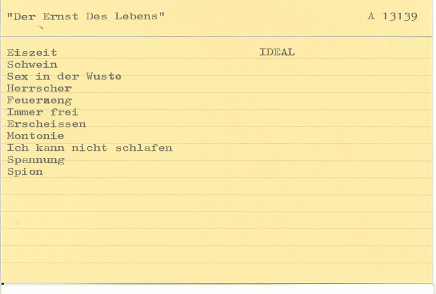 "Der Ernst Des Lebens" A 13139
Eiszeit IDEAL
Schwein
Sex in der Wuste
Herrscher
Feuerzeng
Immer frei
Erscheissen
Montonie
Ich kann nicht schlafen
Spannung
Spion